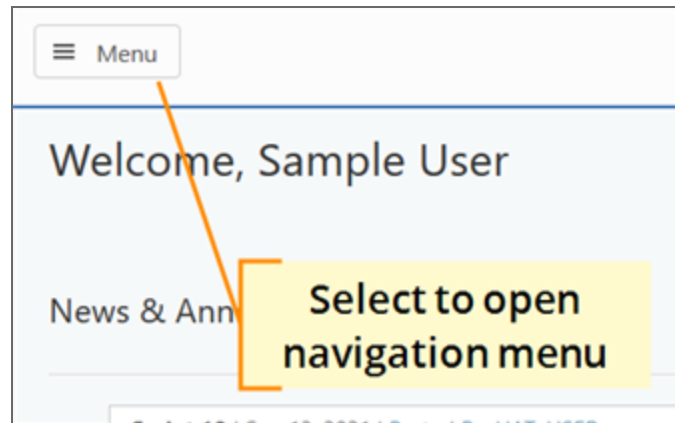 Menu
Welcome, Sample User
News & Ann
Select to open
navigation menu